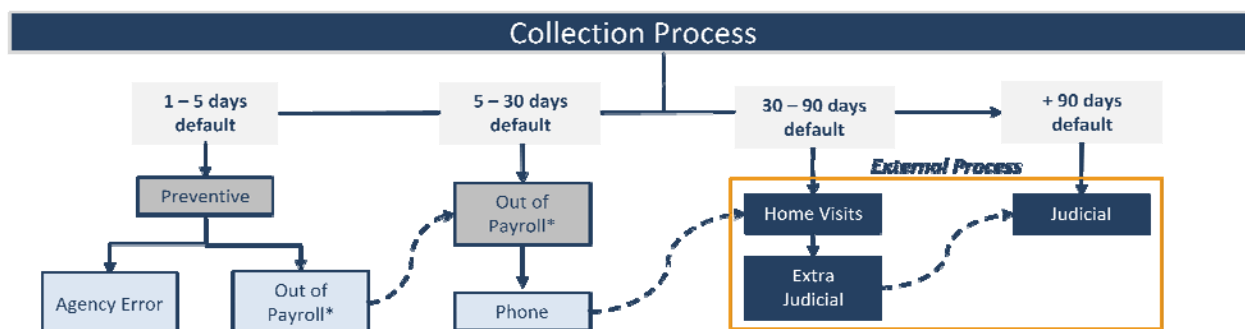 Collection Process
1 – 5 days
default
5 – 30 days
default
30 – 90 days
default
+ 90 days
default
External Process
Preventive
Out of
Payroll*
Home Visits
Judicial
Agency Error
Out of
Payroll*
Phone
Extra
Judicial